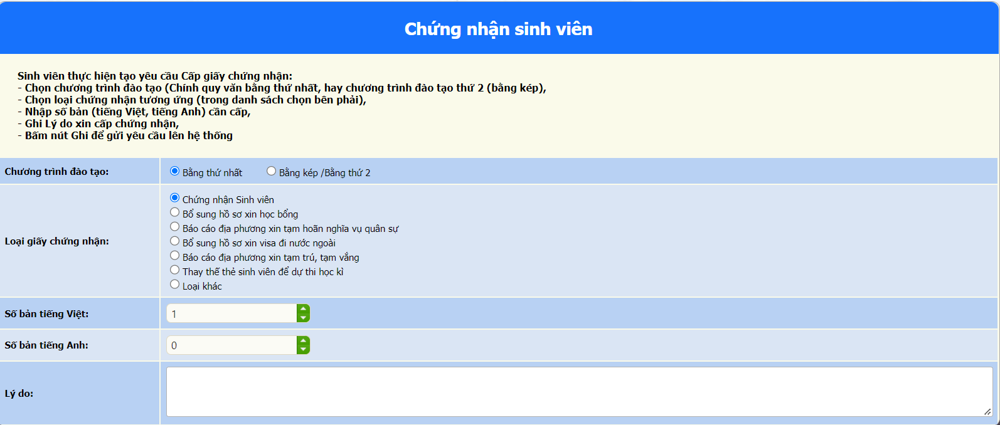 Chứng nhận sinh viên
Sinh viên thực hiện tạo yêu cầu Cấp giấy chứng nhận:
- Chọn chương trình đào tạo (Chính quy văn bằng thứ nhất, hay chương trình đào tạo thứ 2 (bằng kép),
- Chọn loại chứng nhận tương ứng (trong danh sách chọn bên phải),
- Nhập số bản (tiếng Việt, tiếng Anh) cần cấp,
- Ghi Lý do xin cấp chứng nhận,
- Bấm nút Ghi để gửi yêu cầu lên hệ thống
Chương trình đào tạo:
Bằng thứ nhất
Bằng kép /Bằng thứ 2
Loại giấy chứng nhận:
Chứng nhận Sinh viên
Bổ sung hồ sơ xin học bổng
Báo cáo địa phương xin tạm hoãn nghĩa vụ quân sự
Bổ sung hồ sơ xin visa đi nước ngoài
Báo cáo địa phương xin tạm trú, tạm vắng
Thay thế thẻ sinh viên để dự thi học kì
Loại khác
Số bản tiếng Việt:
1
Số bản tiếng Anh:
0
Lý do: